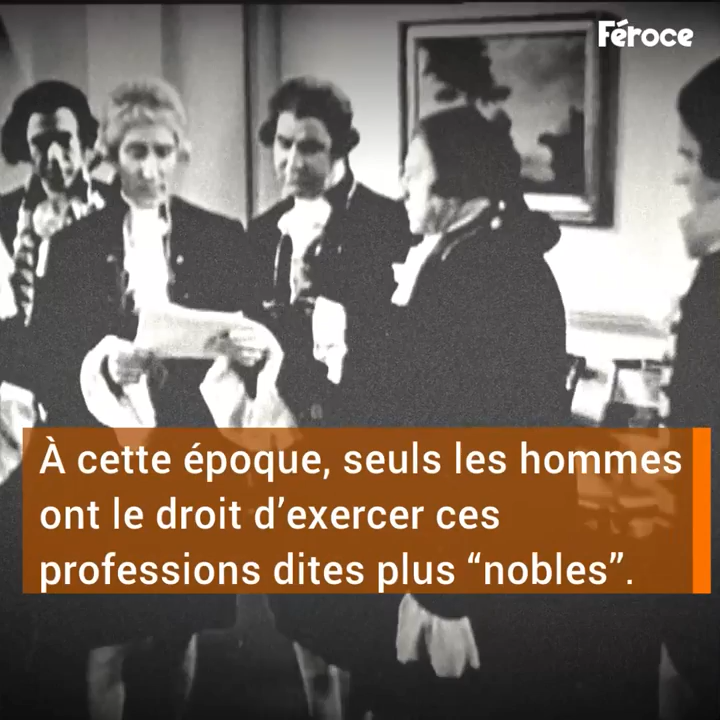 Féroce
À cette époque, seuls les hommes
ont le droit d’exercer ces
professions dites plus “nobles”.